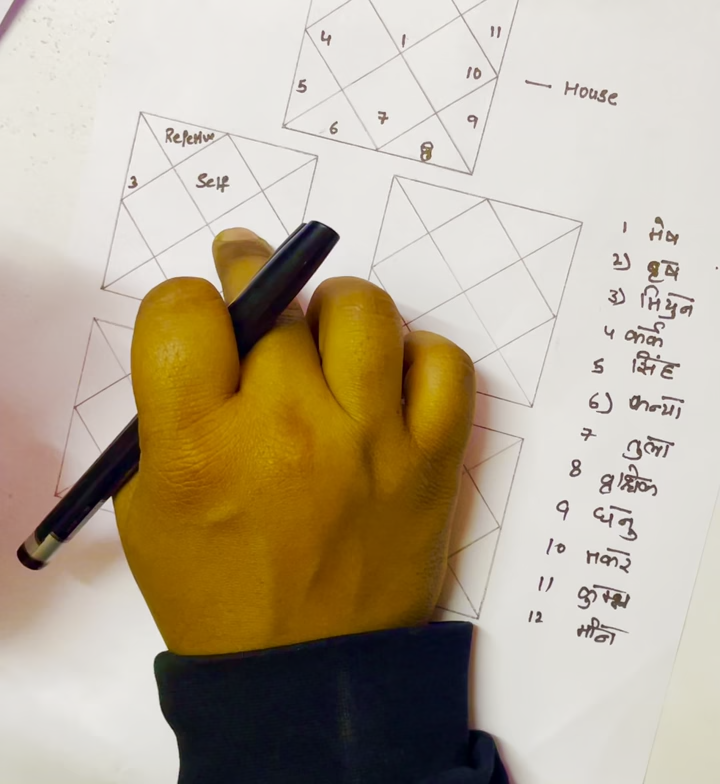 4
1
11
5
10
7
9
6
8
— House
Relative
3
Self
1 मेष
2) वृष
3) मिथुन
4 कर्क
5 सिंह
6) कन्या
7 तुला
8 वृश्चिक
9 धनु
10 मकर
11 कुम्भ
12 मीन